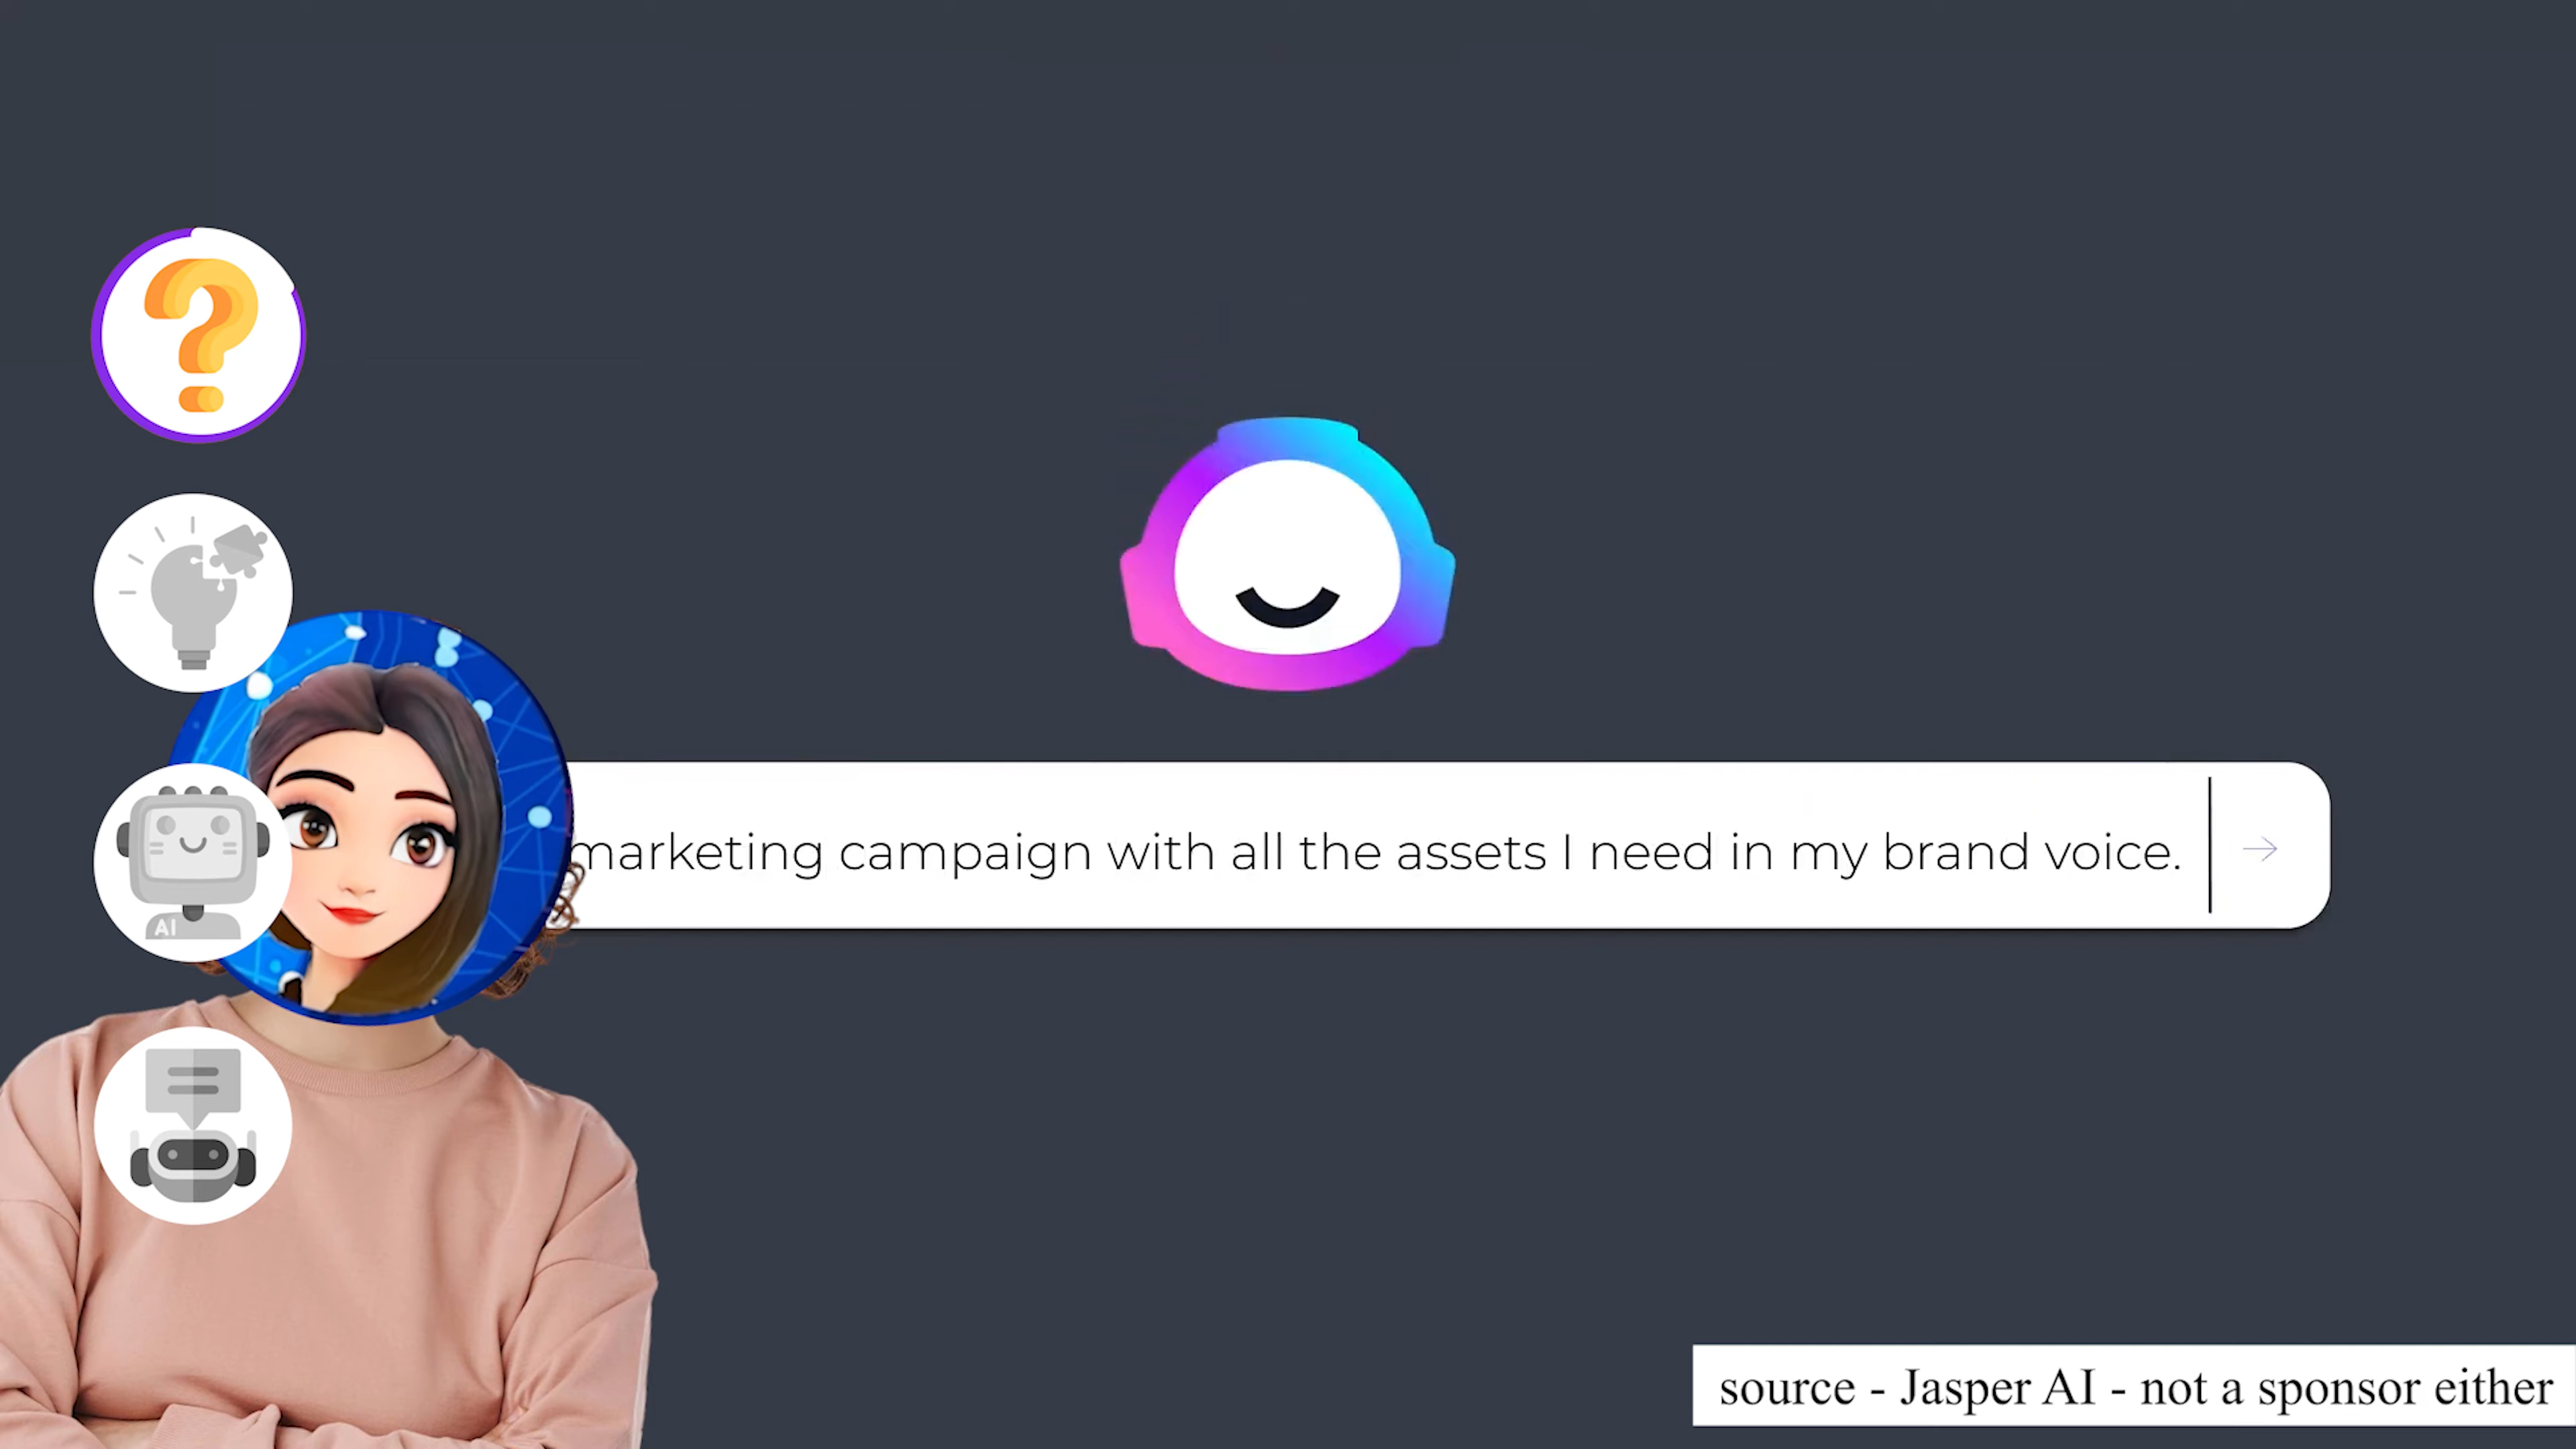 AI
marketing campaign with all the assets I need in my brand voice.
source - Jasper AI - not a sponsor either